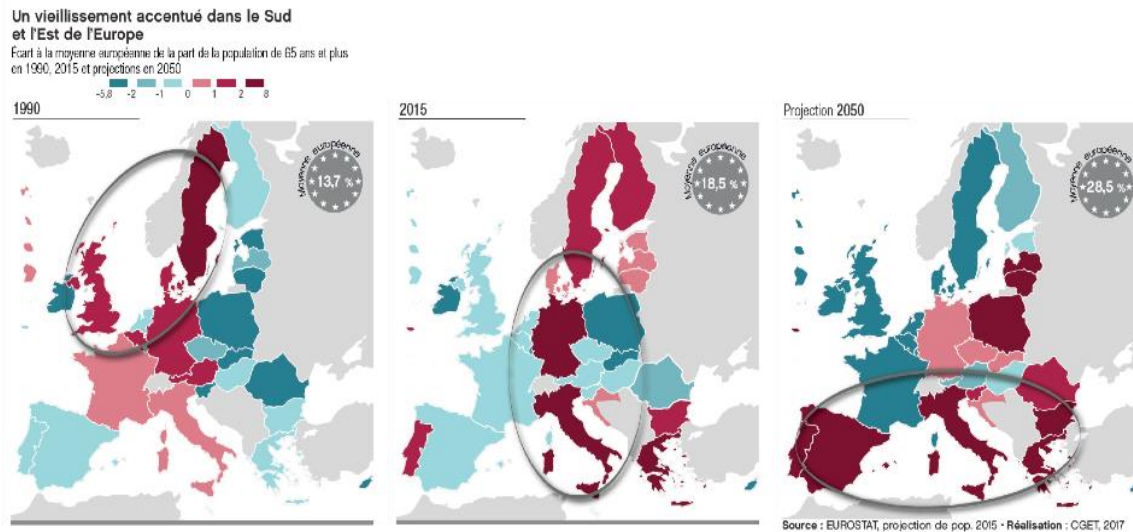 Un vieillissement accentué dans le Sud
et l'Est de l'Europe
Écart à la moyenne européenne de la part de la population de 65 ans et plus
en 1990, 2015 et projections en 2050
-5,8 -2 -1 0 1 2 8
1990
Moyenne européenne
13,7 %
2015
Moyenne européenne
18,5 %
Projection 2050
Moyenne européenne
28,5 %
Source : EUROSTAT, projection de pop. 2015 • Réalisation : CGET, 2017